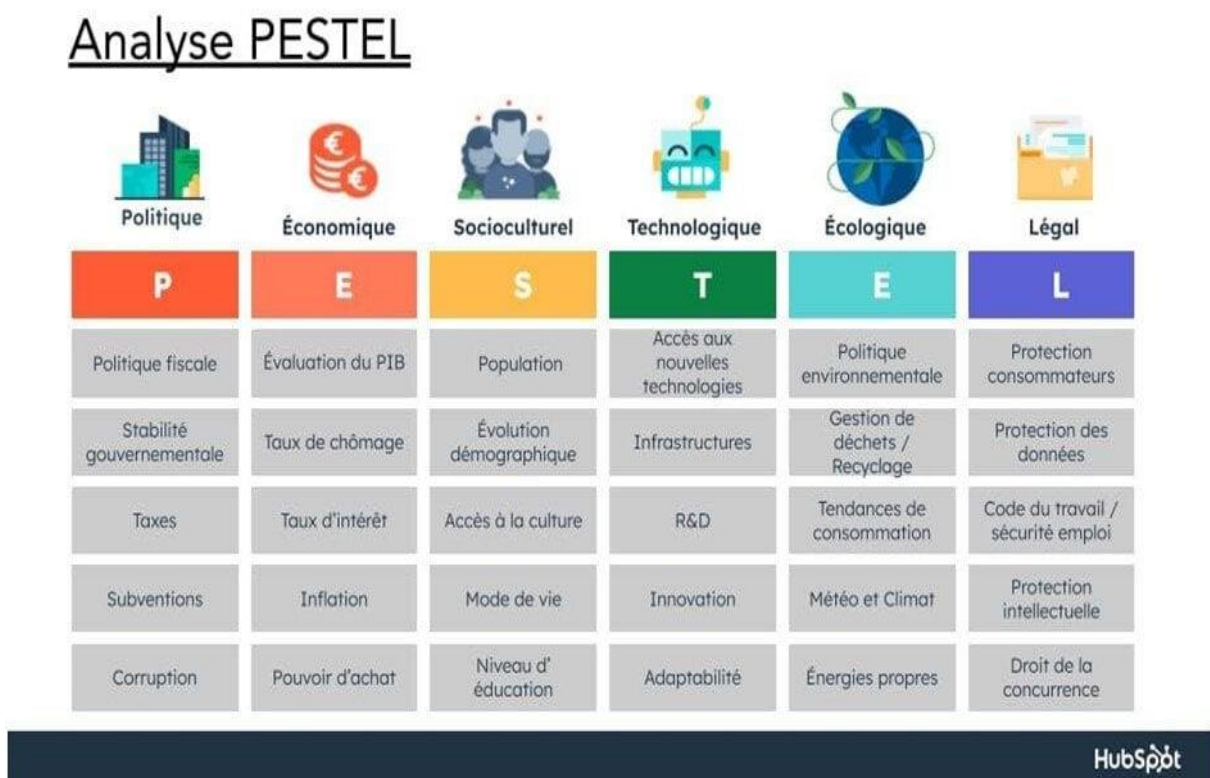 Analyse PESTEL
Politique
Économique
Socioculturel
Technologique
Écologique
Légal
P
E
S
T
E
L
Politique fiscale
Évaluation du PIB
Population
Accès aux
nouvelles
technologies
Politique
environnementale
Protection
consommateurs
Stabilité
gouvernementale
Taux de chômage
Évolution
démographique
Infrastructures
Gestion de
déchets /
Recyclage
Protection des
données
Taxes
Taux d'intérêt
Accès à la culture
R&D
Tendances de
consommation
Code du travail /
sécurité emploi
Subventions
Inflation
Mode de vie
Innovation
Météo et Climat
Protection
intellectuelle
Corruption
Pouvoir d'achat
Niveau d'
éducation
Adaptabilité
Énergies propres
Droit de la
concurrence
HubSpot